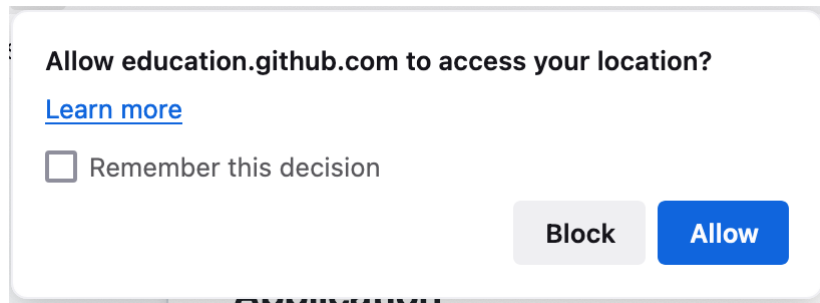 Allow education.github.com to access your location?
Learn more
Remember this decision
Block Allow